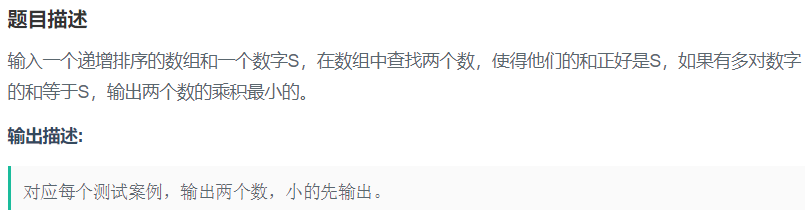 题目描述
输入一个递增排序的数组和一个数字S，在数组中查找两个数，使得他们的和正好是S，如果有多对数字
的和等于S，输出两个数的乘积最小的。
输出描述:
对应每个测试案例，输出两个数，小的先输出。